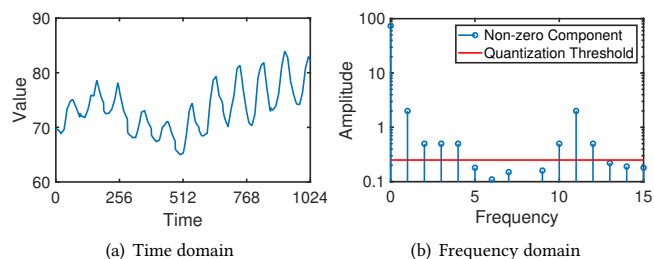 90
80
70
60
Value
0
256
512
768
1024
Time
(a) Time domain
100
10
1
0.1
Amplitude
Non-zero Component
Quantization Threshold
0
5
10
15
Frequency
(b) Frequency domain